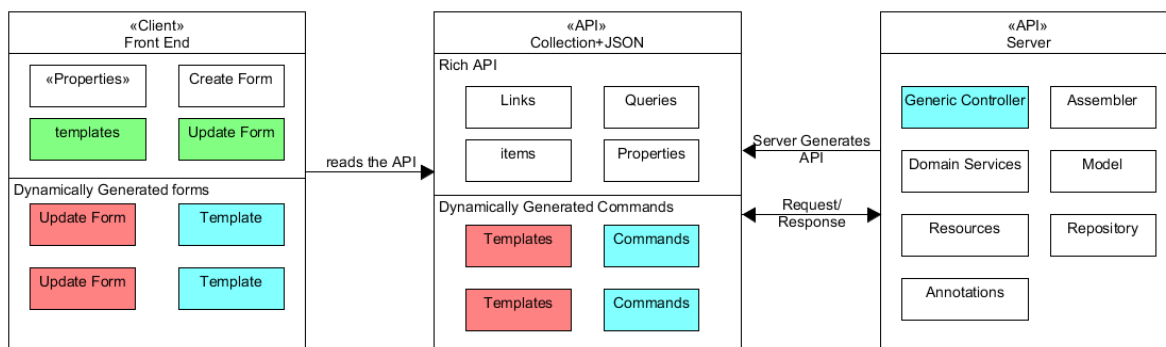 «Client»
Front End
«Properties»
Create Form
templates
Update Form
Dynamically Generated forms
Update Form
Template
Update Form
Template
reads the API
«API»
Collection+JSON
Rich API
Links
Queries
items
Properties
Dynamically Generated Commands
Templates
Commands
Templates
Commands
Server Generates
API
Request/
Response
«API»
Server
Generic Controller
Assembler
Domain Services
Model
Resources
Repository
Annotations